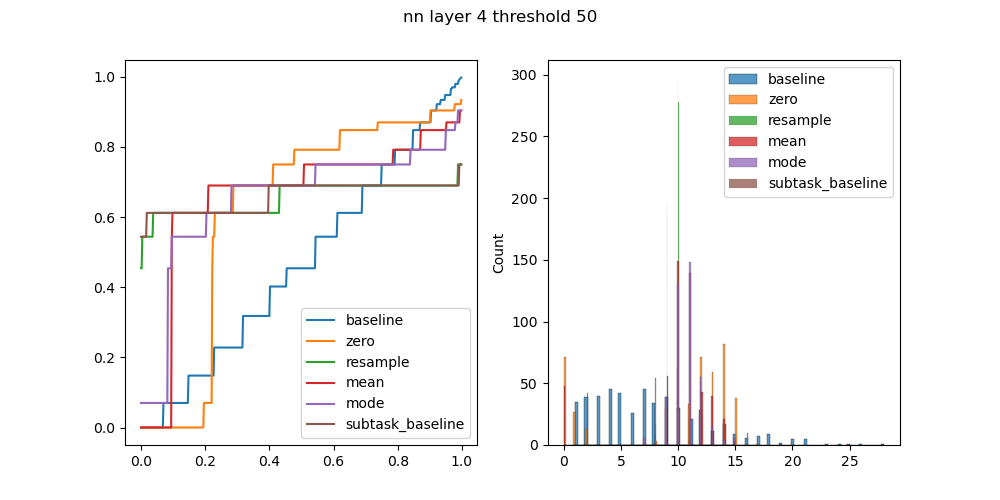 nn layer 4 threshold 50
1.0
0.8
0.6
0.4
0.2
0.0
0.0 0.2 0.4 0.6 0.8 1.0
baseline
zero
resample
mean
mode
subtask_baseline
Count
300
250
200
150
100
50
0
0 5 10 15 20 25
baseline
zero
resample
mean
mode
subtask_baseline